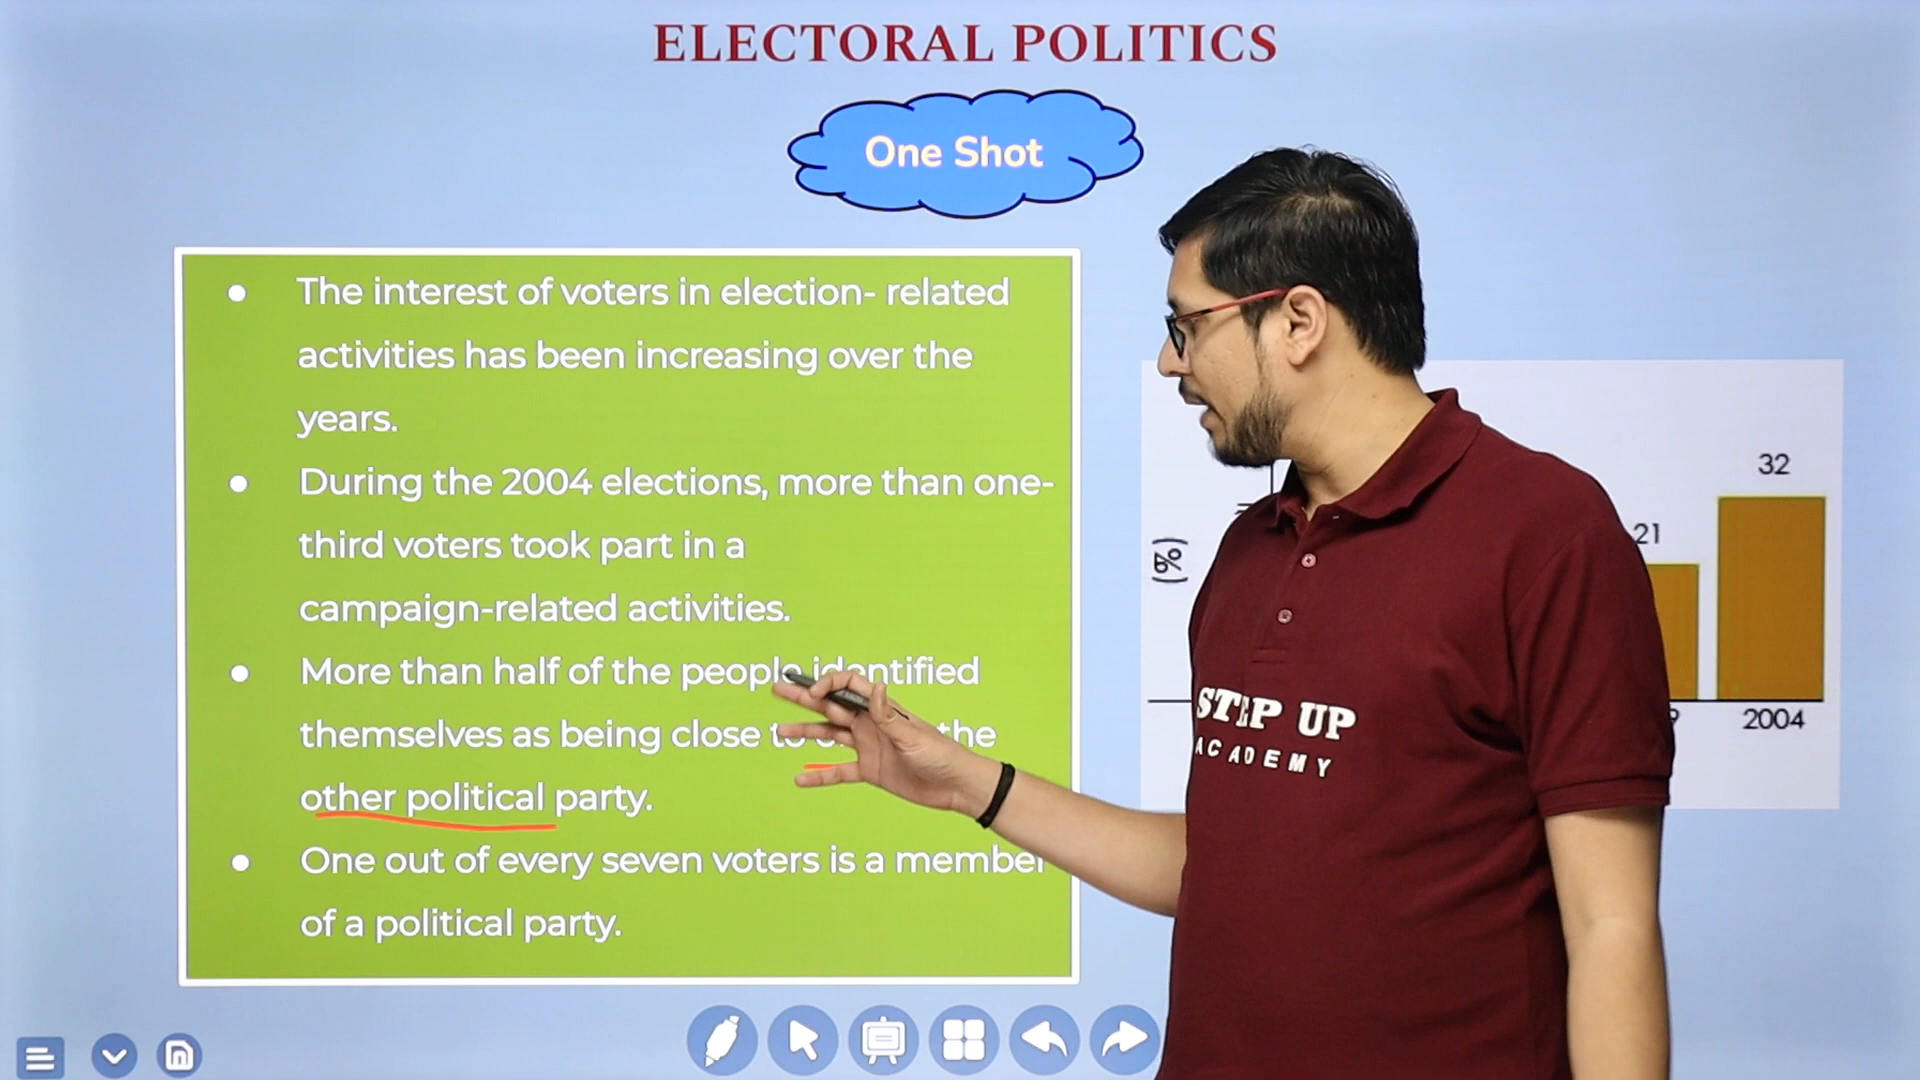 ELECTORAL POLITICS
One Shot
The interest of voters in election- related
activities has been increasing over the
years.
During the 2004 elections, more than one-
third voters took part in a
campaign-related activities.
More than half of the people identified
themselves as being close to the
other political party.
One out of every seven voters is a member
of a political party.
(%)
21
32
2004
STEP UP
ACADEMY